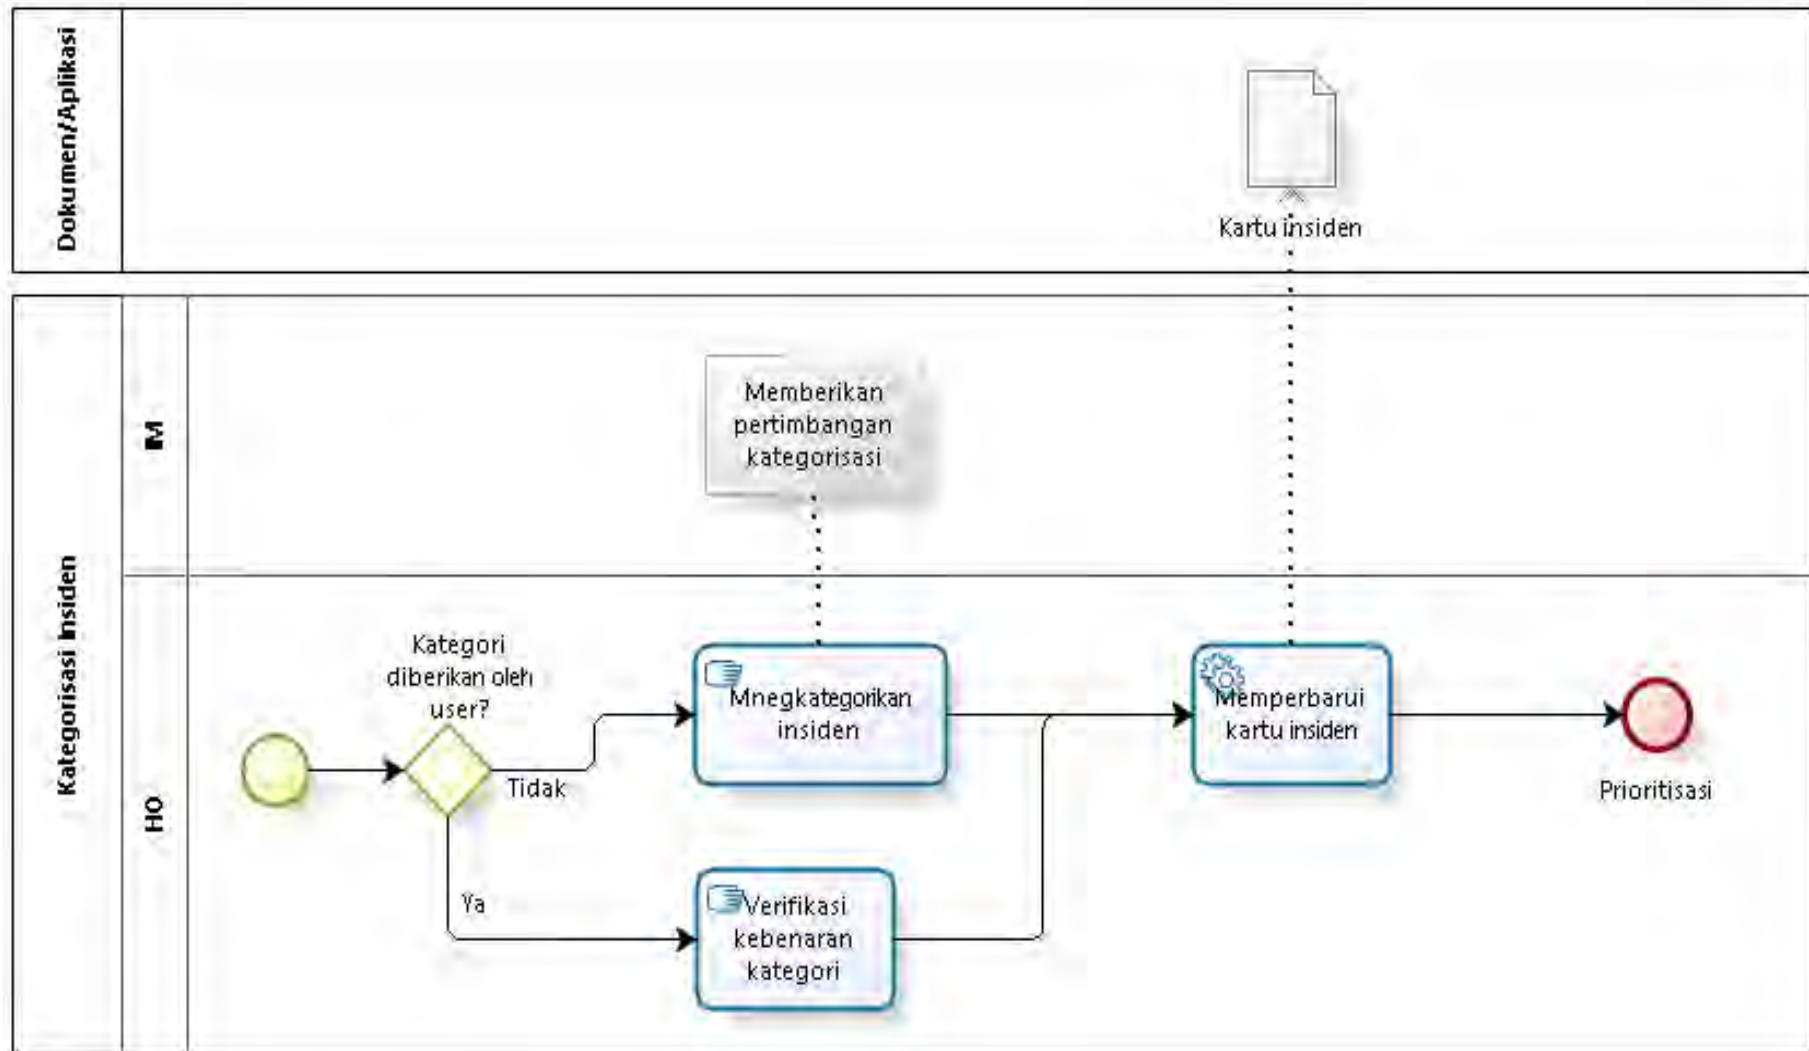 Dokumen/Aplikasi
Kartu insiden
Kategorisasi Insiden
IM
Memberikan
pertimbangan
kategorisasi
HO
Kategori
diberikan oleh
user?
Tidak
Ya
Mnegkategorikan
insiden
Verifikasi
kebenaran
kategori
Memperbarui
kartu insiden
Prioritisasi